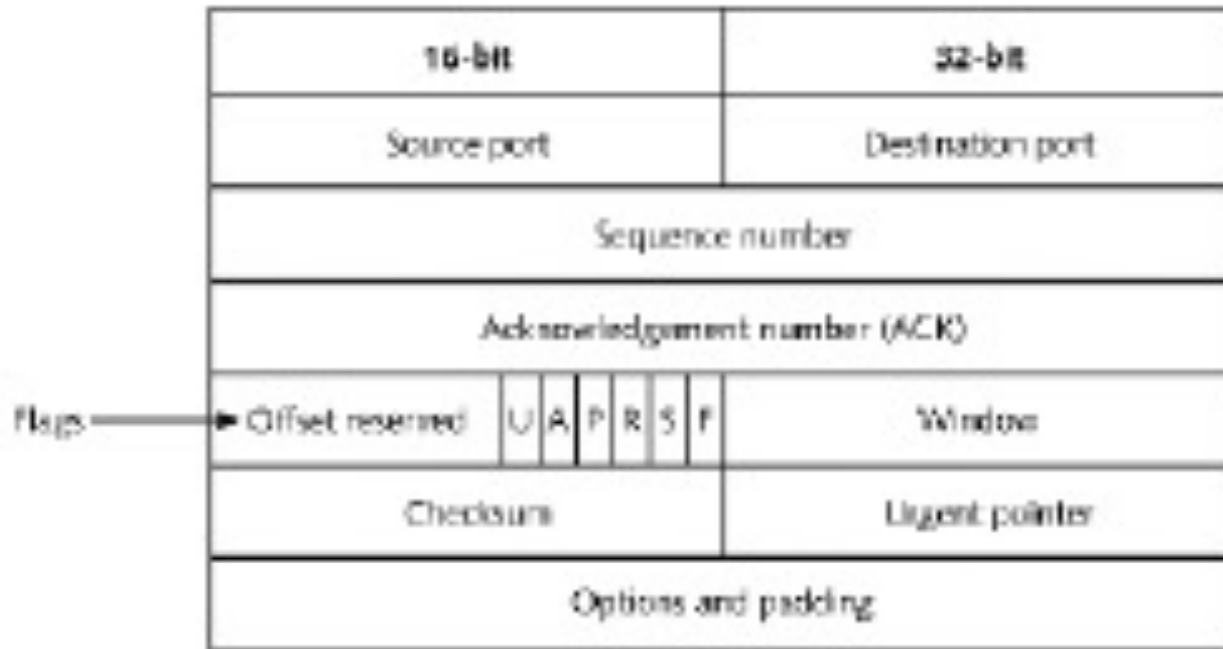 16-bit 32-bit
Source port Destination port
Sequence number
Acknowledgement number (ACK)
Flags Offset reserved U A P R S F Window
Checksum Urgent pointer
Options and padding